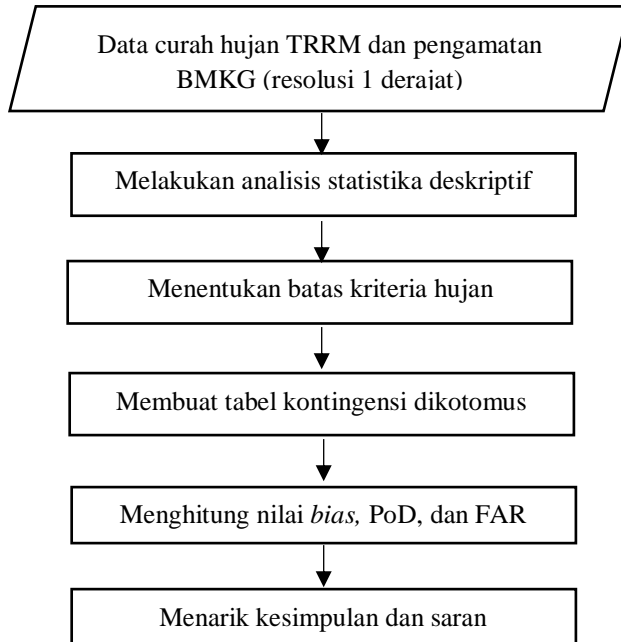 Data curah hujan TRRM dan pengamatan
BMKG (resolusi 1 derajat)
Melakukan analisis statistika deskriptif
Menentukan batas kriteria hujan
Membuat tabel kontingensi dikotomus
Menghitung nilai bias, PoD, dan FAR
Menarik kesimpulan dan saran